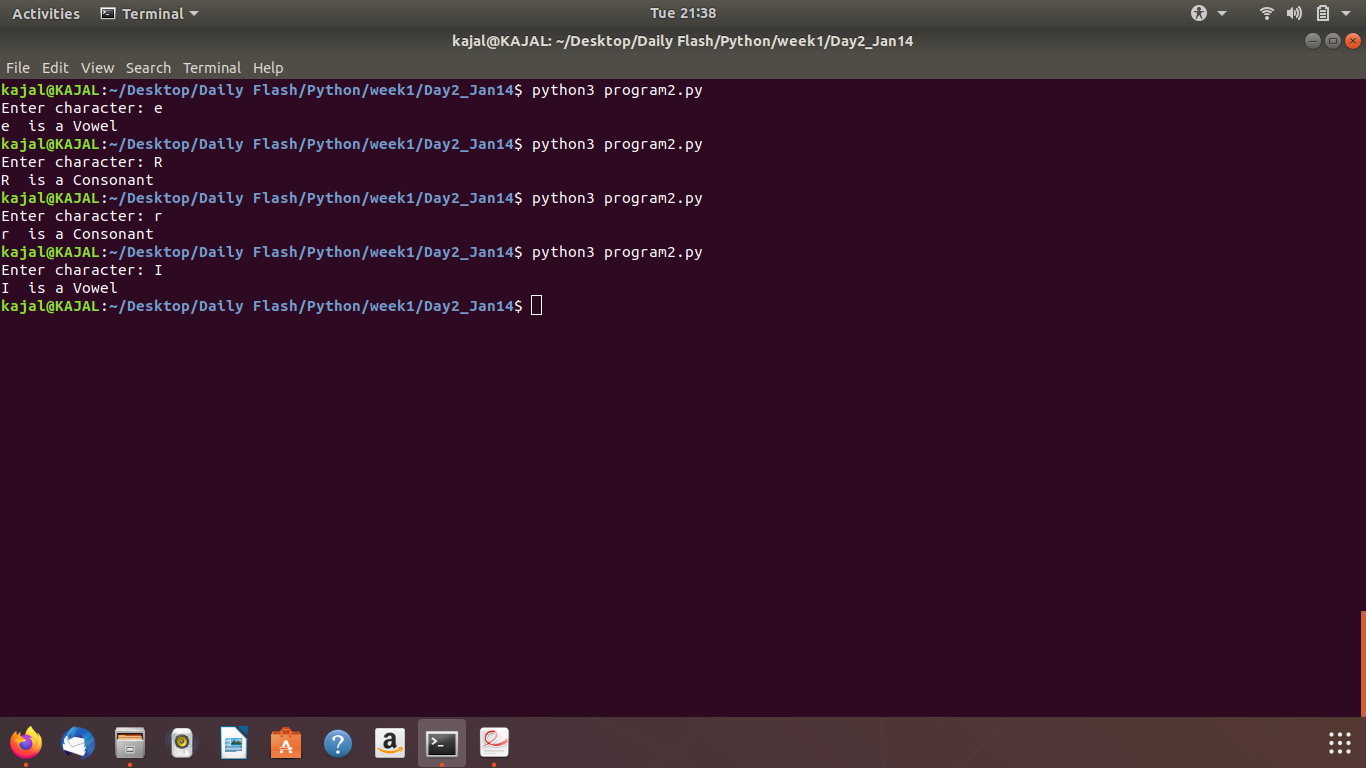 Activities Terminal Tue 21:38
kajal@KAJAL: ~/Desktop/Daily Flash/Python/week1/Day2_Jan14
File Edit View Search Terminal Help
kajal@KAJAL:~/Desktop/Daily Flash/Python/week1/Day2_Jan14$ python3 program2.py
Enter character: e
e  is a Vowel
kajal@KAJAL:~/Desktop/Daily Flash/Python/week1/Day2_Jan14$ python3 program2.py
Enter character: R
R  is a Consonant
kajal@KAJAL:~/Desktop/Daily Flash/Python/week1/Day2_Jan14$ python3 program2.py
Enter character: r
r  is a Consonant
kajal@KAJAL:~/Desktop/Daily Flash/Python/week1/Day2_Jan14$ python3 program2.py
Enter character: I
I  is a Vowel
kajal@KAJAL:~/Desktop/Daily Flash/Python/week1/Day2_Jan14$